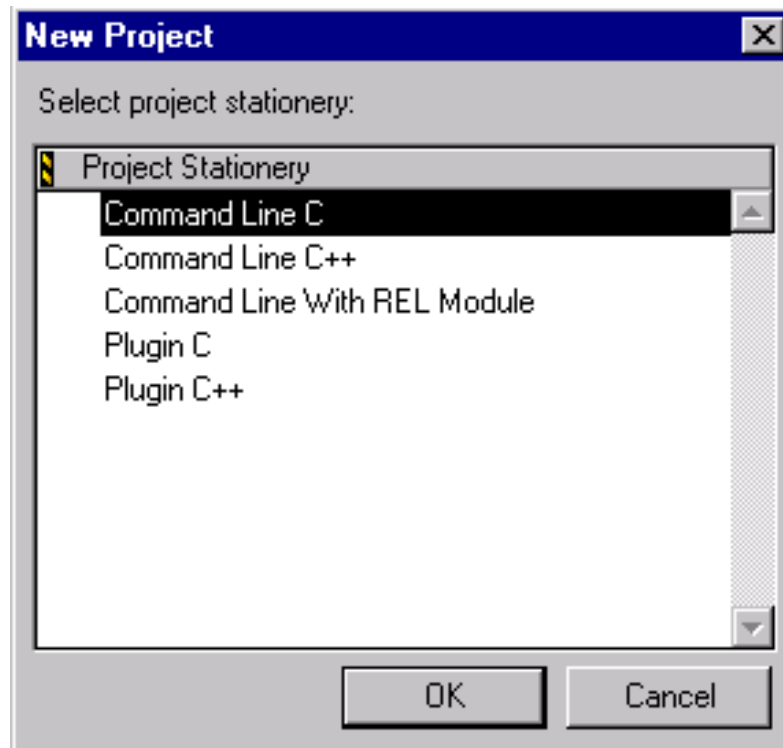 New Project
Select project stationery:
Project Stationery
Command Line C
Command Line C++
Command Line With REL Module
Plugin C
Plugin C++
OK
Cancel